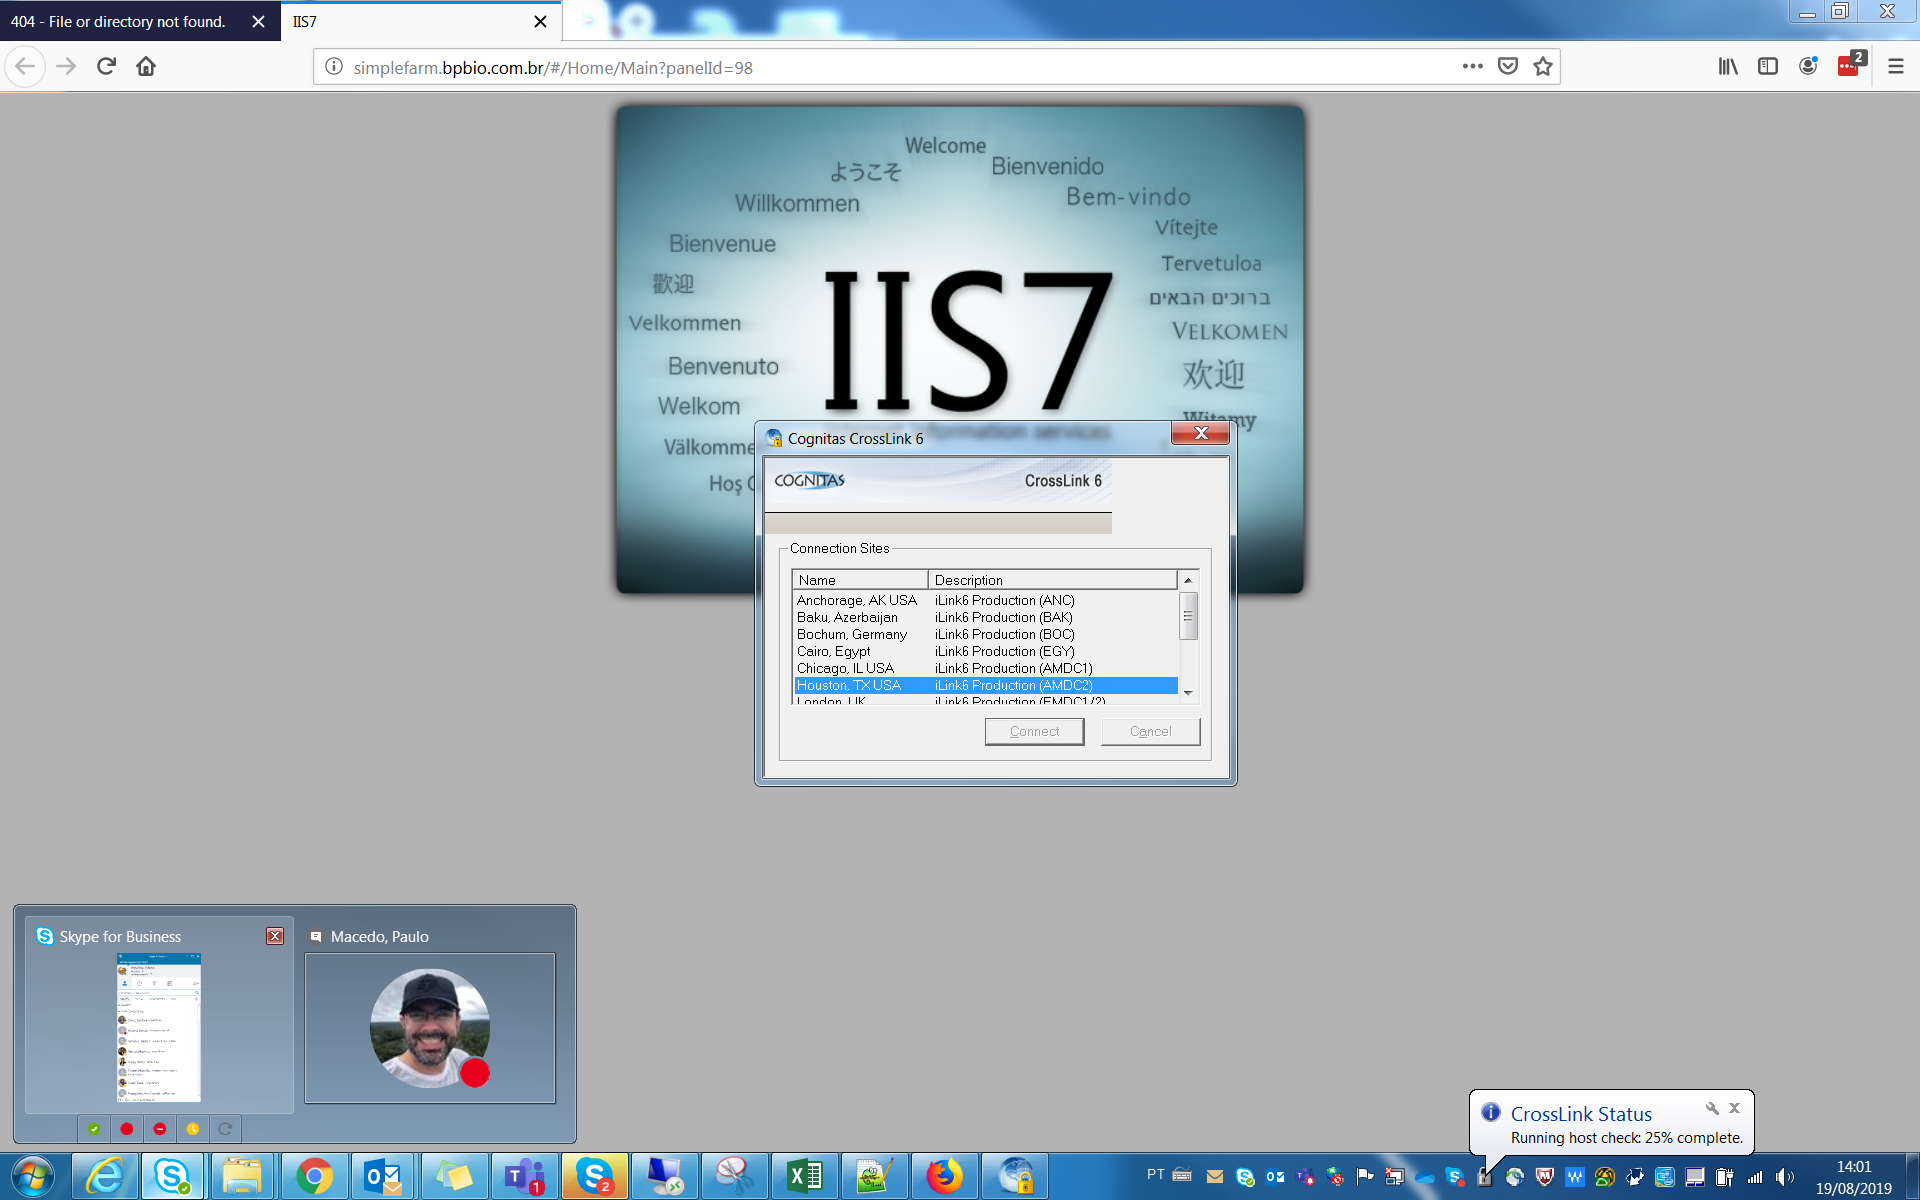 404 - File or directory not found.
IIS7
simplefarm.bpbio.com.br/#/Home/Main?panelId=98
2
Welcome
ようこそ
Bienvenido
Willkommen
Bem-vindo
Vítejte
Bienvenue
Tervetuloa
歡迎
ברוכים הבאים
Velkommen
VELKOMEN
Benvenuto
欢迎
Welkom
Witamy
IIS7
Välkomme
Hoş
Cognitas CrossLink 6
COGNITAS
CrossLink 6
Connection Sites
Name Description
Anchorage, AK USA iLink6 Production (ANC)
Baku, Azerbaijan iLink6 Production (BAK)
Bochum, Germany iLink6 Production (BOC)
Cairo, Egypt iLink6 Production (EGY)
Chicago, IL USA iLink6 Production (AMDC1)
Houston, TX USA iLink6 Production (AMDC2)
London, UK iLink6 Production (EMDC1/2)
Connect Cancel
Skype for Business
Macedo, Paulo
CrossLink Status
Running host check: 25% complete.
1
2
PT
14:01
19/08/2019